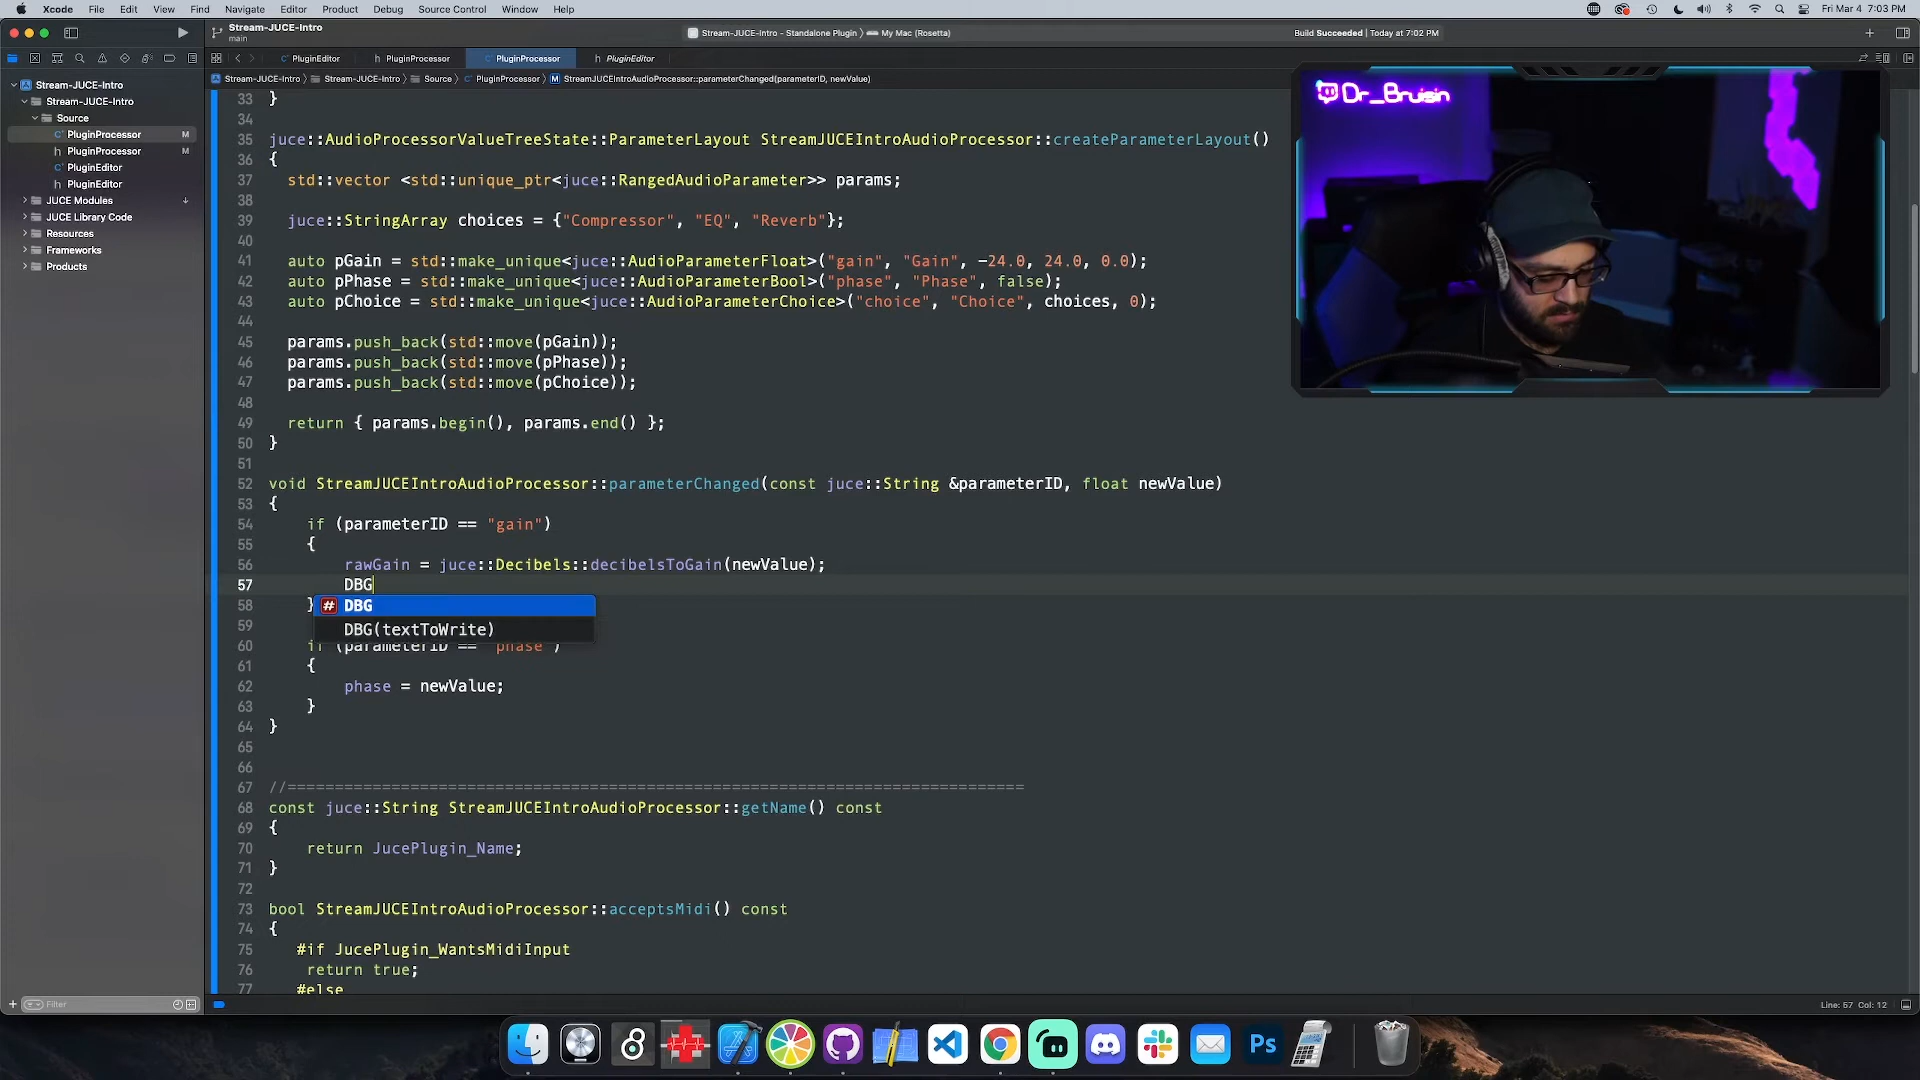 Xcode File Edit View Find Navigate Editor Product Debug Source Control Window Help
Fri Mar 4 7:03 PM
Stream-JUCE-Intro
main
Stream-JUCE-Intro - Standalone Plugin 〉 My Mac (Rosetta)
Build Succeeded | Today at 7:02 PM
PluginEditor PluginProcessor PluginProcessor PluginEditor
Stream-JUCE-Intro 〉 Stream-JUCE-Intro 〉 Source 〉 PluginProcessor 〉 M StreamJUCEIntroAudioProcessor::parameterChanged(parameterID, newValue)
Stream-JUCE-Intro
Stream-JUCE-Intro
Source
PluginProcessor M
PluginProcessor M
PluginEditor
PluginEditor
JUCE Modules
JUCE Library Code
Resources
Frameworks
Products
Filter
33 }
34
35 juce::AudioProcessorValueTreeState::ParameterLayout StreamJUCEIntroAudioProcessor::createParameterLayout()
36 {
37 std::vector <std::unique_ptr<juce::RangedAudioParameter>> params;
38
39 juce::StringArray choices = {"Compressor", "EQ", "Reverb"};
40
41 auto pGain = std::make_unique<juce::AudioParameterFloat>("gain", "Gain", -24.0, 24.0, 0.0);
42 auto pPhase = std::make_unique<juce::AudioParameterBool>("phase", "Phase", false);
43 auto pChoice = std::make_unique<juce::AudioParameterChoice>("choice", "Choice", choices, 0);
44
45 params.push_back(std::move(pGain));
46 params.push_back(std::move(pPhase));
47 params.push_back(std::move(pChoice));
48
49 return { params.begin(), params.end() };
50 }
51
52 void StreamJUCEIntroAudioProcessor::parameterChanged(const juce::String &parameterID, float newValue)
53 {
54 if (parameterID == "gain")
55 {
56 rawGain = juce::Decibels::decibelsToGain(newValue);
57 DBG
58 }
# DBG
DBG(textToWrite)
59
60 if (parameterID == "phase")
61 {
62 phase = newValue;
63 }
64 }
65
66
67 //==============================================================================
68 const juce::String StreamJUCEIntroAudioProcessor::getName() const
69 {
70 return JucePlugin_Name;
71 }
72
73 bool StreamJUCEIntroAudioProcessor::acceptsMidi() const
74 {
75 #if JucePlugin_WantsMidiInput
76 return true;
77 #else
Dr_Bruisin
Line: 57 Col: 12
Ps